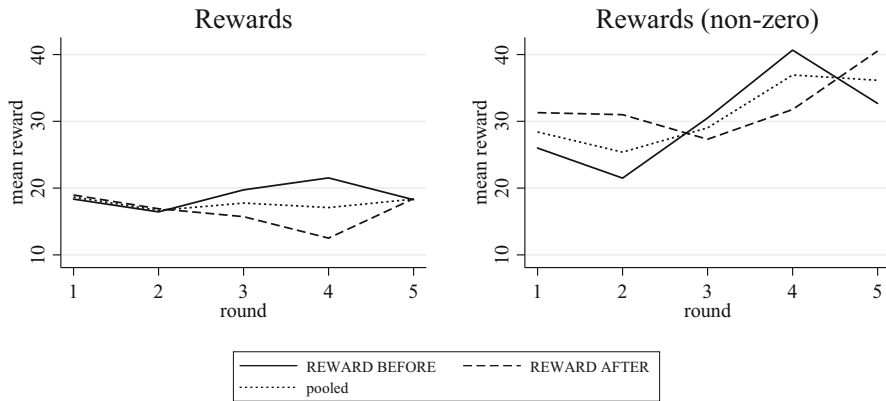 Rewards
mean reward
40
30
20
10
1 2 3 4 5
round
Rewards (non-zero)
mean reward
40
30
20
10
1 2 3 4 5
round
REWARD BEFORE REWARD AFTER
pooled